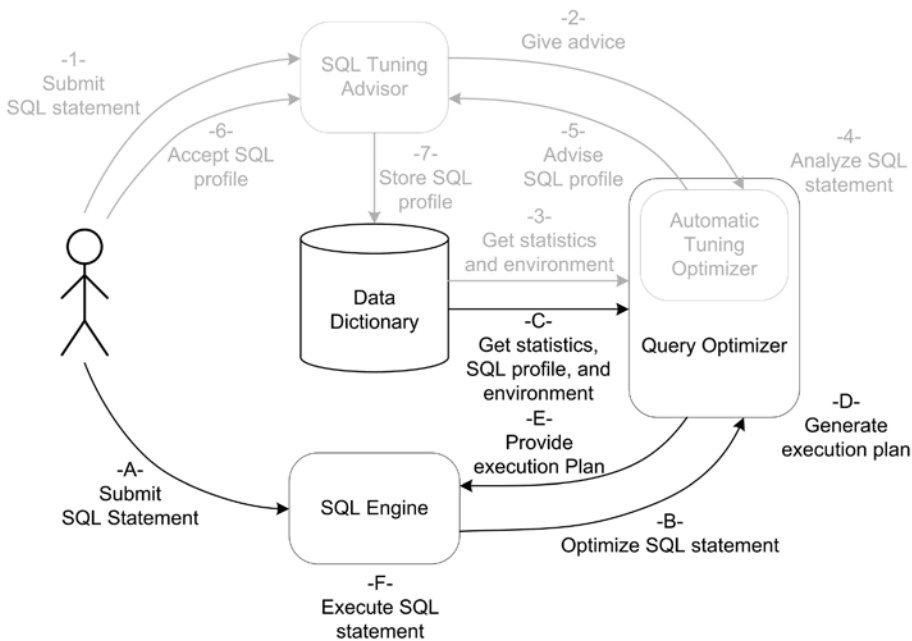 -1-
Submit
SQL statement
-6-
Accept SQL
profile
SQL Tuning
Advisor
-2-
Give advice
-7-
Store SQL
profile
-5-
Advise
SQL profile
-4-
Analyze SQL
statement
-3-
Get statistics
and environment
Automatic
Tuning
Optimizer
Data
Dictionary
-C-
Get statistics,
SQL profile, and
environment
Query Optimizer
-D-
Generate
execution plan
-E-
Provide
execution Plan
-A-
Submit
SQL Statement
SQL Engine
-B-
Optimize SQL statement
-F-
Execute SQL
statement